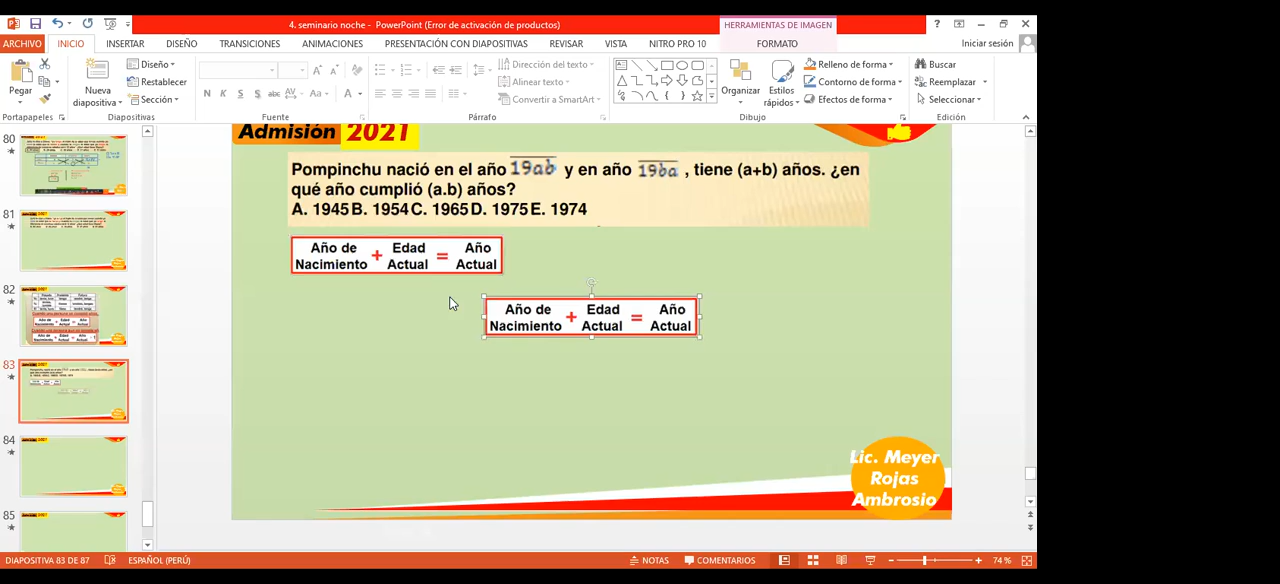 4. seminario noche - PowerPoint (Error de activación de productos)
HERRAMIENTAS DE IMAGEN
ARCHIVO INICIO INSERTAR DISEÑO TRANSICIONES ANIMACIONES PRESENTACIÓN CON DIAPOSITIVAS REVISAR VISTA NITRO PRO 10 FORMATO Iniciar sesión
Pegar
Nueva diapositiva
Diseño
Restablecer
Sección
N K S S abc AV Aa A
Dirección del texto
Alinear texto
Convertir a SmartArt
Organizar
Estilos rápidos
Relleno de forma
Contorno de forma
Efectos de forma
Buscar
Reemplazar
Seleccionar
Portapapeles Diapositivas Fuente Párrafo Dibujo Edición
80
81
82
83
84
85
Admisión 2021
Pompinchu nació en el año 19ab y en año 19ba , tiene (a+b) años. ¿en
qué año cumplió (a.b) años?
A. 1945 B. 1954 C. 1965 D. 1975 E. 1974
Año de Nacimiento + Edad Actual = Año Actual
Año de Nacimiento + Edad Actual = Año Actual
Lic. Meyer
Rojas
Ambrosio
DIAPOSITIVA 83 DE 87 ESPAÑOL (PERÚ) NOTAS COMENTARIOS 74 %